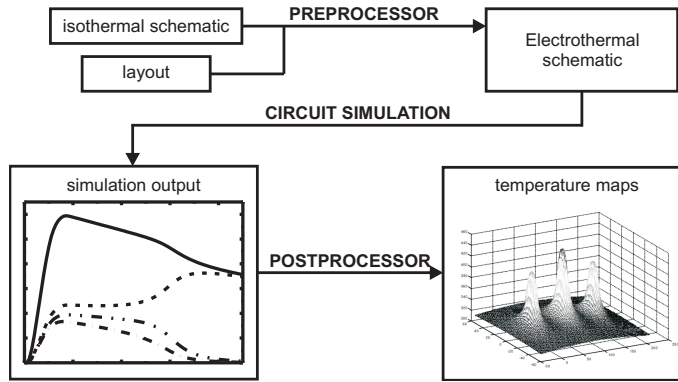 isothermal schematic
PREPROCESSOR
layout
Electrothermal
schematic
CIRCUIT SIMULATION
simulation output
temperature maps
POSTPROCESSOR